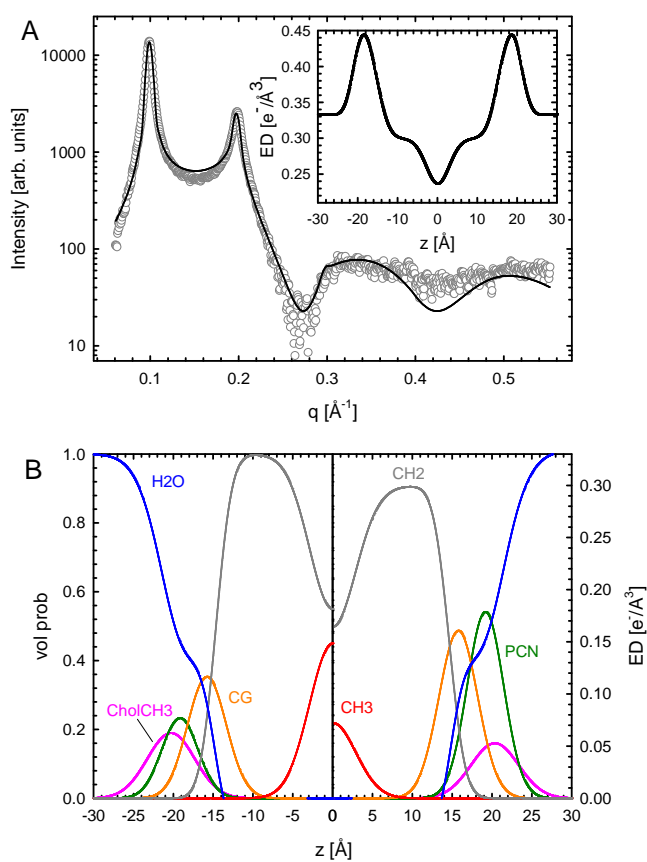 A
10000
1000
100
10
Intensity [arb. units]
0.1 0.2 0.3 0.4 0.5
q [Å-1]
0.45
0.40
0.35
0.30
0.25
ED [e-/Å3]
-30 -20 -10 0 10 20 30
z [Å]
B
1.0
0.8
0.6
0.4
0.2
0.0
vol prob
H2O
CH2
CholCH3
CG
CH3
PCN
0.30
0.25
0.20
0.15
0.10
0.05
0.00
ED [e-/A3]
-30 -25 -20 -15 -10 -5 0 5 10 15 20 25 30
z [Å]